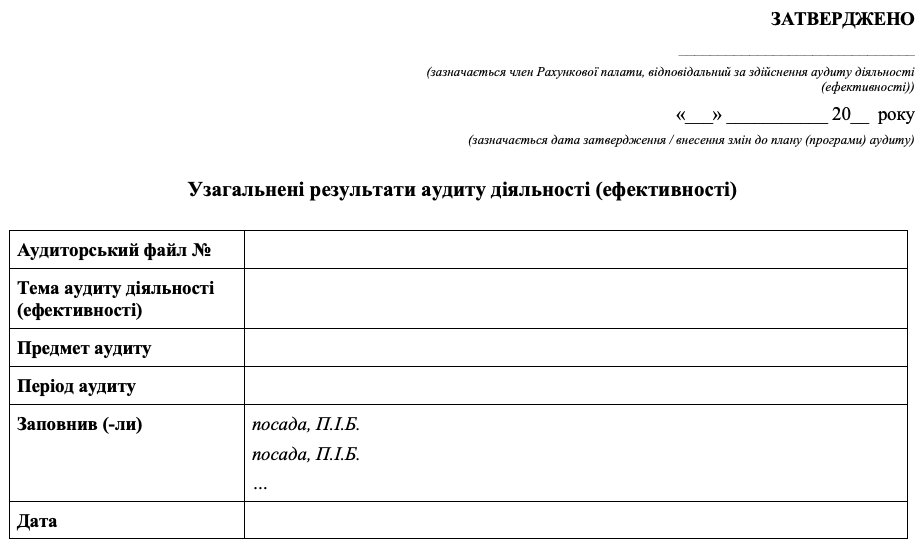 ЗАТВЕРДЖЕНО
______________________________
(зазначається член Рахункової палати, відповідальний за здійснення аудиту діяльності
(ефективності))
«___» ___________ 20__ року
(зазначається дата затвердження / внесення змін до плану (програми) аудиту)
Узагальнені результати аудиту діяльності (ефективності)
Аудиторський файл №
Тема аудиту діяльності
(ефективності)
Предмет аудиту
Період аудиту
Заповнив (-ли)
посада, П.І.Б.
посада, П.І.Б.
…
Дата